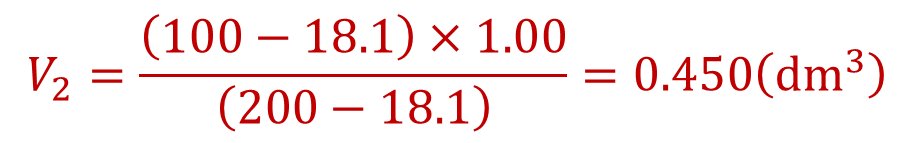 V₂ = (100 − 18.1) × 1.00 / (200 − 18.1) = 0.450(dm³)